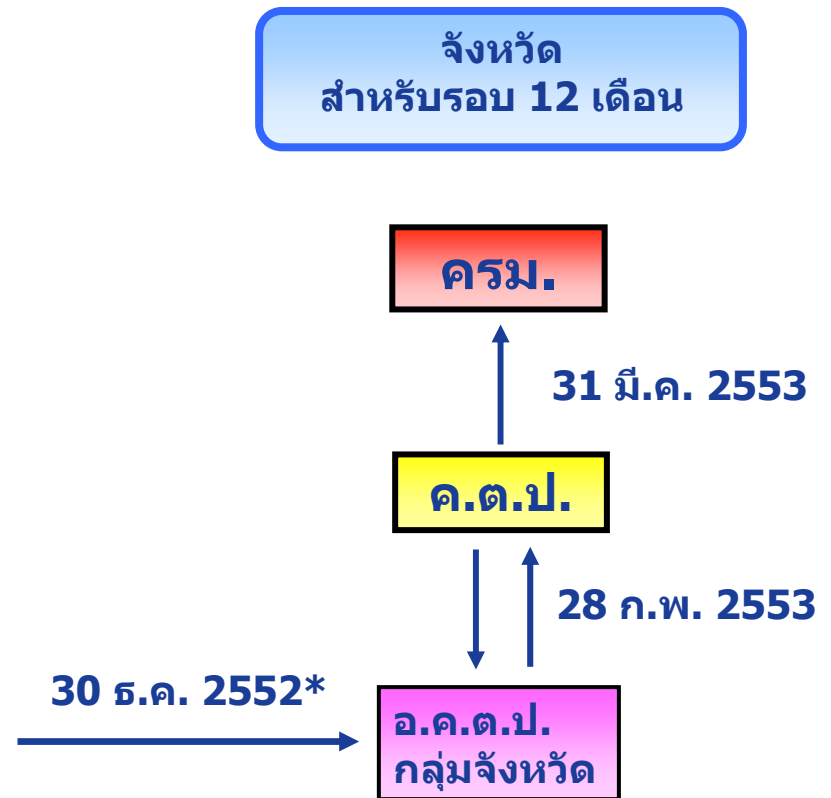 จังหวัด
สำหรับรอบ 12 เดือน
ครม.
31 มี.ค. 2553
ค.ต.ป.
28 ก.พ. 2553
30 ธ.ค. 2552*
อ.ค.ต.ป.
กลุ่มจังหวัด